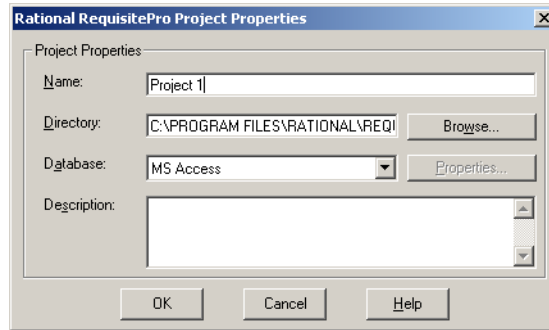 Rational RequisitePro Project Properties
Project Properties
Name:
Project 1
Directory:
C:\PROGRAM FILES\RATIONAL\REQI
Browse...
Database:
MS Access
Properties...
Description:
OK
Cancel
Help